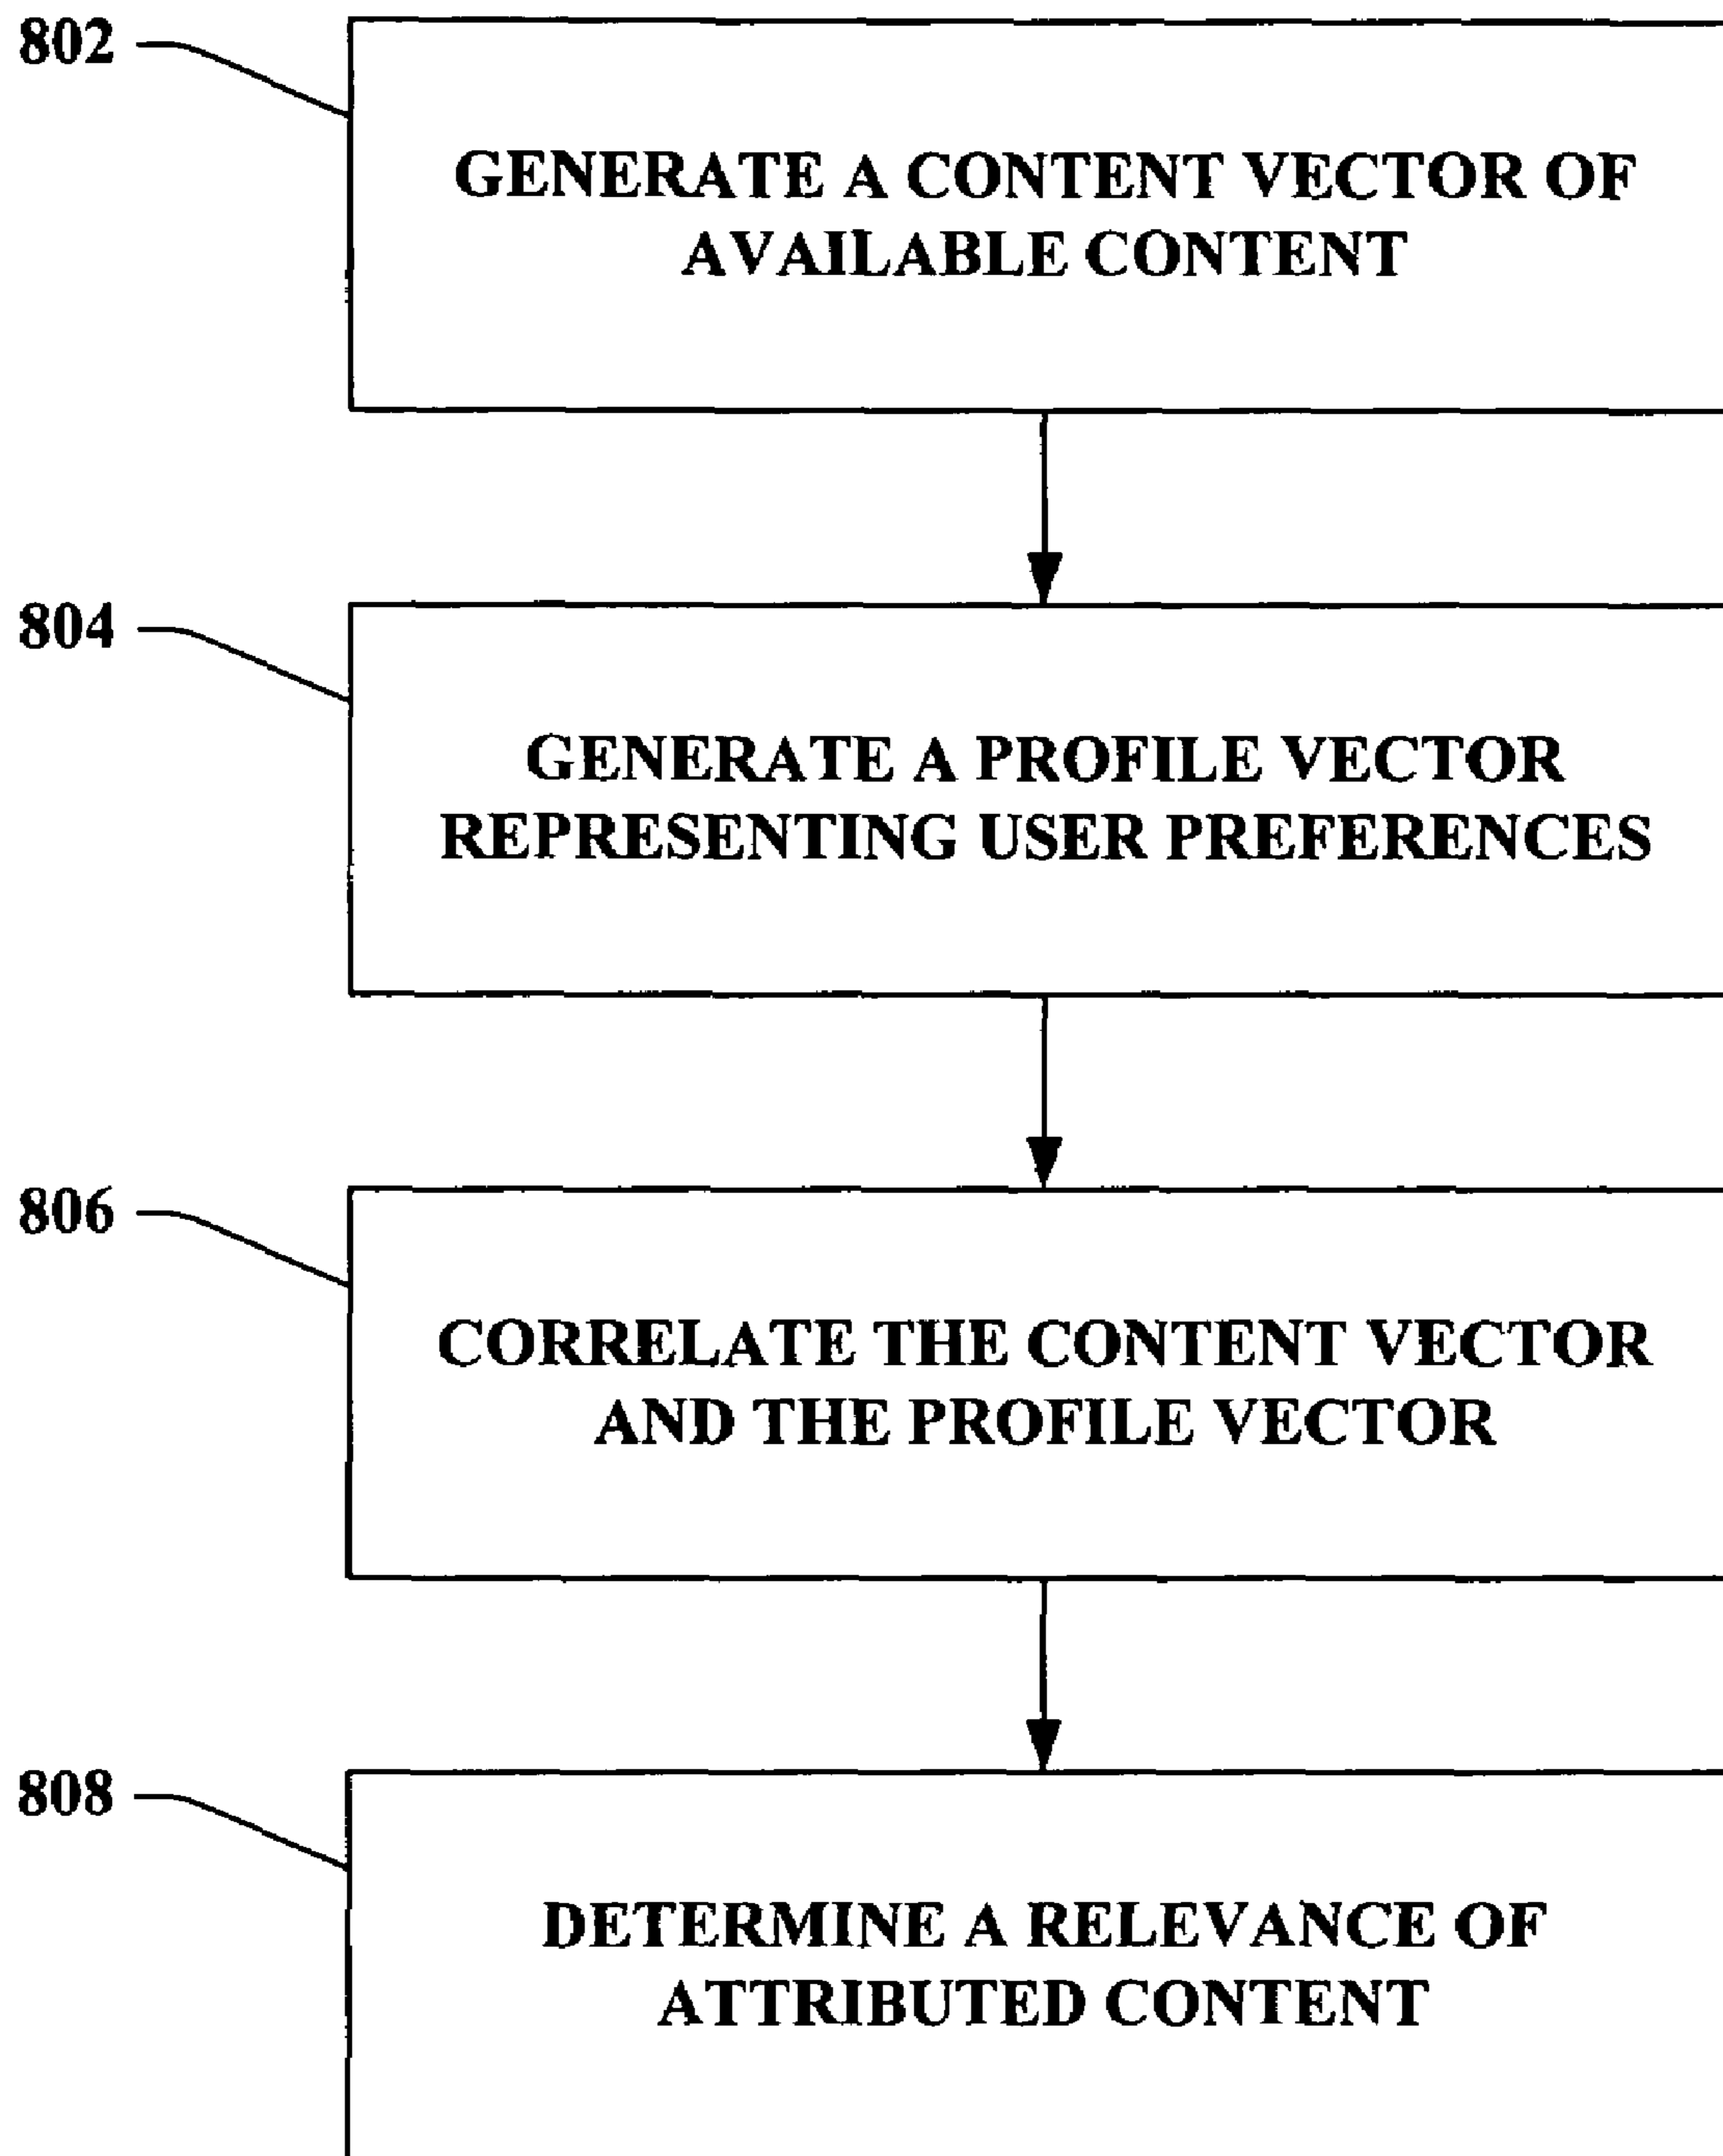 802
GENERATE A CONTENT VECTOR OF
AVAILABLE CONTENT
804
GENERATE A PROFILE VECTOR
REPRESENTING USER PREFERENCES
806
CORRELATE THE CONTENT VECTOR
AND THE PROFILE VECTOR
808
DETERMINE A RELEVANCE OF
ATTRIBUTED CONTENT